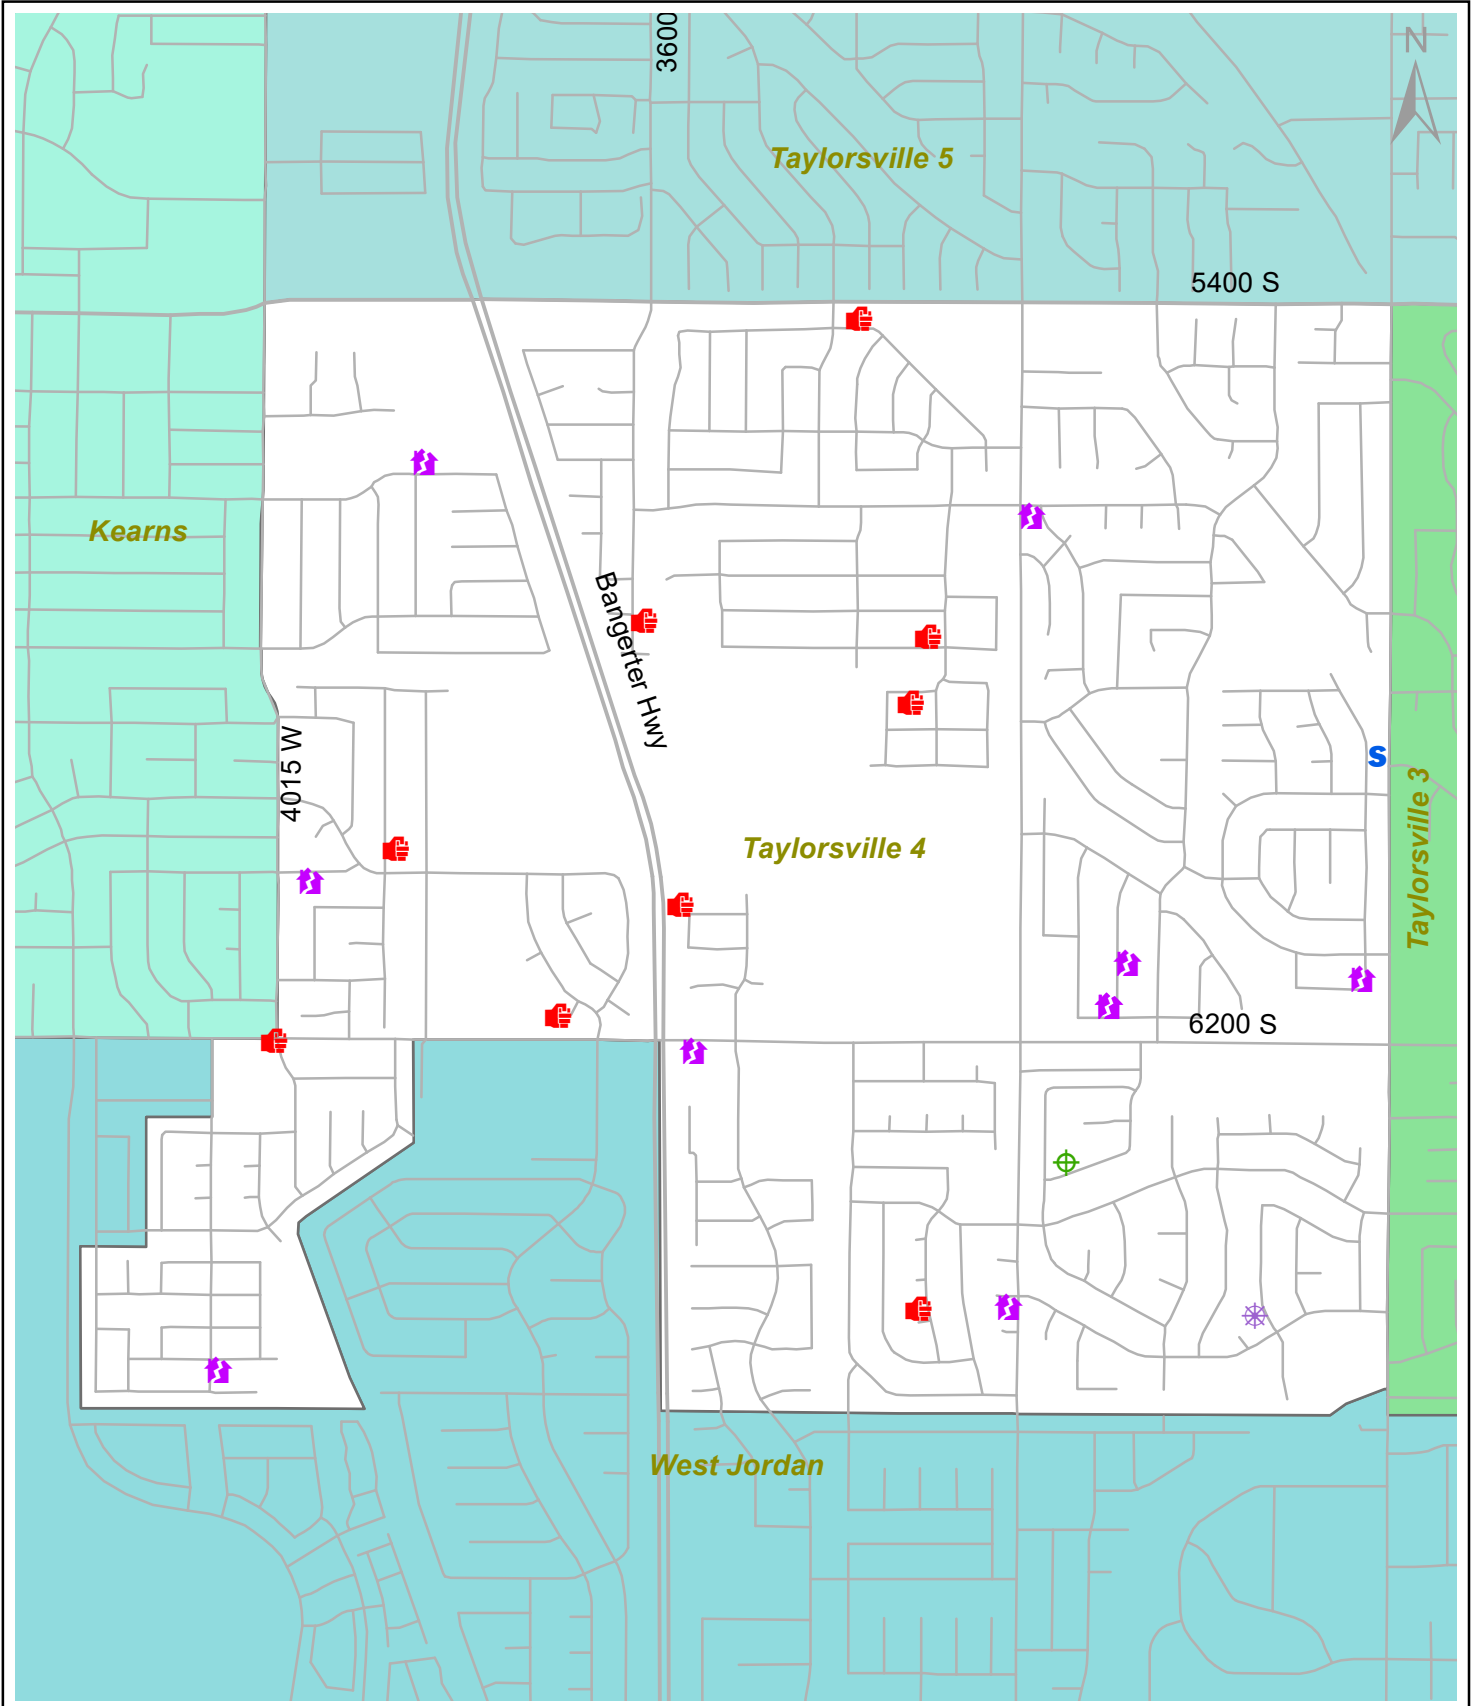 3600
N
Taylorsville 5
5400 S
Kearns
Bangerter Hwy
4015 W
S
Taylorsville 3
Taylorsville 4
6200 S
West Jordan